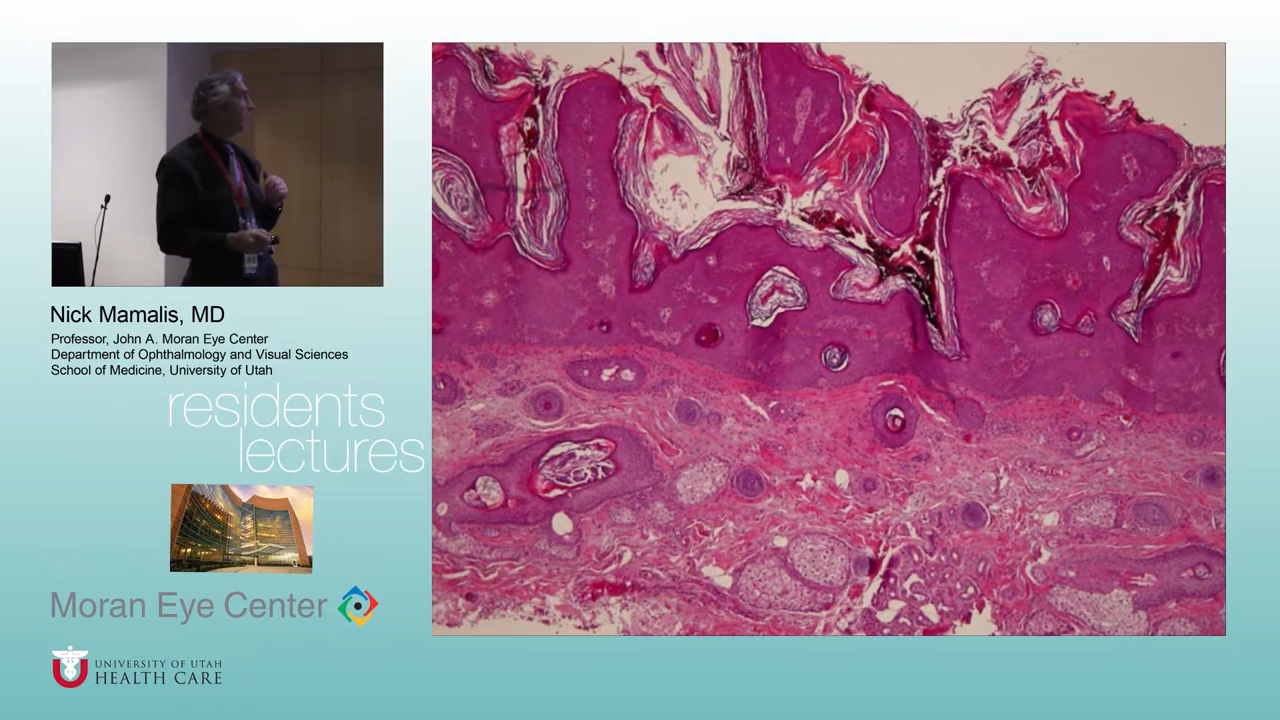 Nick Mamalis, MD
Professor, John A. Moran Eye Center
Department of Ophthalmology and Visual Sciences
School of Medicine, University of Utah
residents
lectures
Moran Eye Center
UNIVERSITY OF UTAH
HEALTH CARE